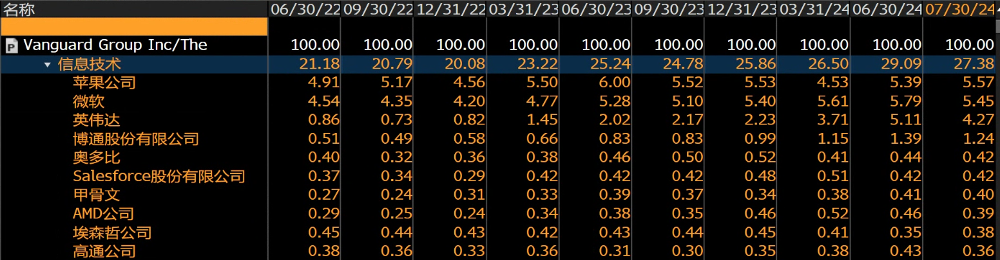 名称 06/30/22 09/30/22 12/31/22 03/31/23 06/30/23 09/30/23 12/31/23 03/31/24 06/30/24 07/30/24
P Vanguard Group Inc/The 100.00 100.00 100.00 100.00 100.00 100.00 100.00 100.00 100.00 100.00
信息技术 21.18 20.79 20.08 23.22 25.24 24.78 25.86 26.50 29.09 27.38
苹果公司 4.91 5.17 4.56 5.50 6.00 5.52 5.53 4.53 5.39 5.57
微软 4.54 4.35 4.20 4.77 5.28 5.10 5.40 5.61 5.79 5.45
英伟达 0.86 0.73 0.82 1.45 2.02 2.17 2.23 3.71 5.11 4.27
博通股份有限公司 0.51 0.49 0.58 0.66 0.83 0.83 0.99 1.15 1.39 1.24
奥多比 0.40 0.32 0.36 0.38 0.46 0.50 0.52 0.41 0.44 0.42
Salesforce股份有限公司 0.37 0.34 0.29 0.42 0.42 0.42 0.48 0.51 0.42 0.42
甲骨文 0.27 0.24 0.31 0.33 0.39 0.37 0.34 0.38 0.41 0.40
AMD公司 0.29 0.25 0.24 0.34 0.38 0.35 0.46 0.52 0.46 0.39
埃森哲公司 0.45 0.44 0.43 0.42 0.43 0.44 0.45 0.41 0.35 0.38
高通公司 0.38 0.36 0.33 0.36 0.31 0.30 0.35 0.38 0.43 0.36